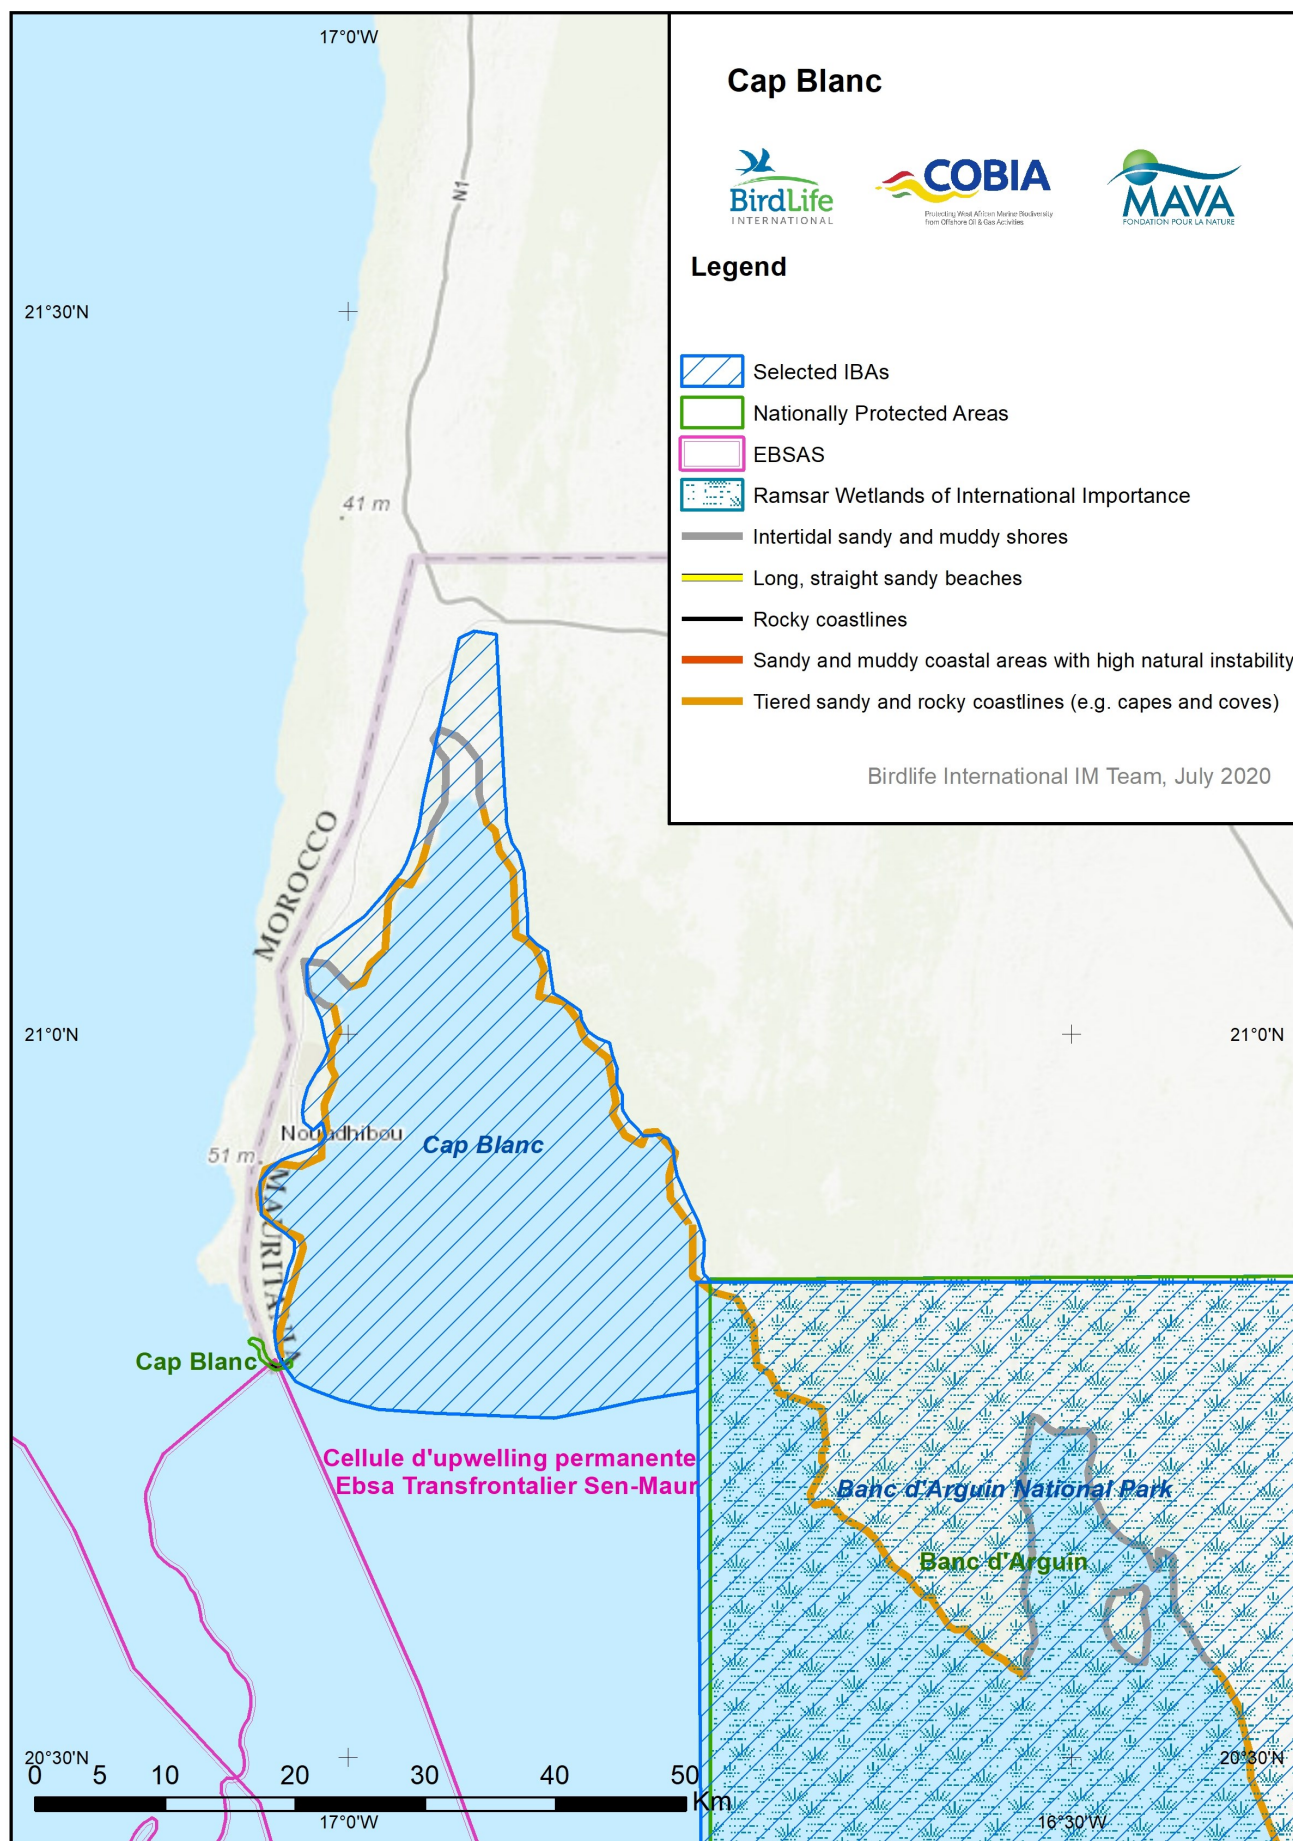 17°0'W
Cap Blanc
BirdLife
INTERNATIONAL
COBIA
Protecting West African Marine Biodiversity
from Offshore Oil & Gas Activities
MAVA
FONDATION POUR LA NATURE
Legend
Selected IBAs
Nationally Protected Areas
EBSAS
Ramsar Wetlands of International Importance
Intertidal sandy and muddy shores
Long, straight sandy beaches
Rocky coastlines
Sandy and muddy coastal areas with high natural instability
Tiered sandy and rocky coastlines (e.g. capes and coves)
Birdlife International IM Team, July 2020
N1
21°30'N
41 m
MOROCCO
21°0'N
21°0'N
Nouadhibou
Cap Blanc
51 m
MAURITANIA
Cap Blanc
Cellule d'upwelling permanente
Ebsa Transfrontalier Sen-Maur
Banc d'Arguin National Park
Banc d'Arguin
20°30'N
20°30'N
0 5 10 20 30 40 50
Km
17°0'W
16°30'W